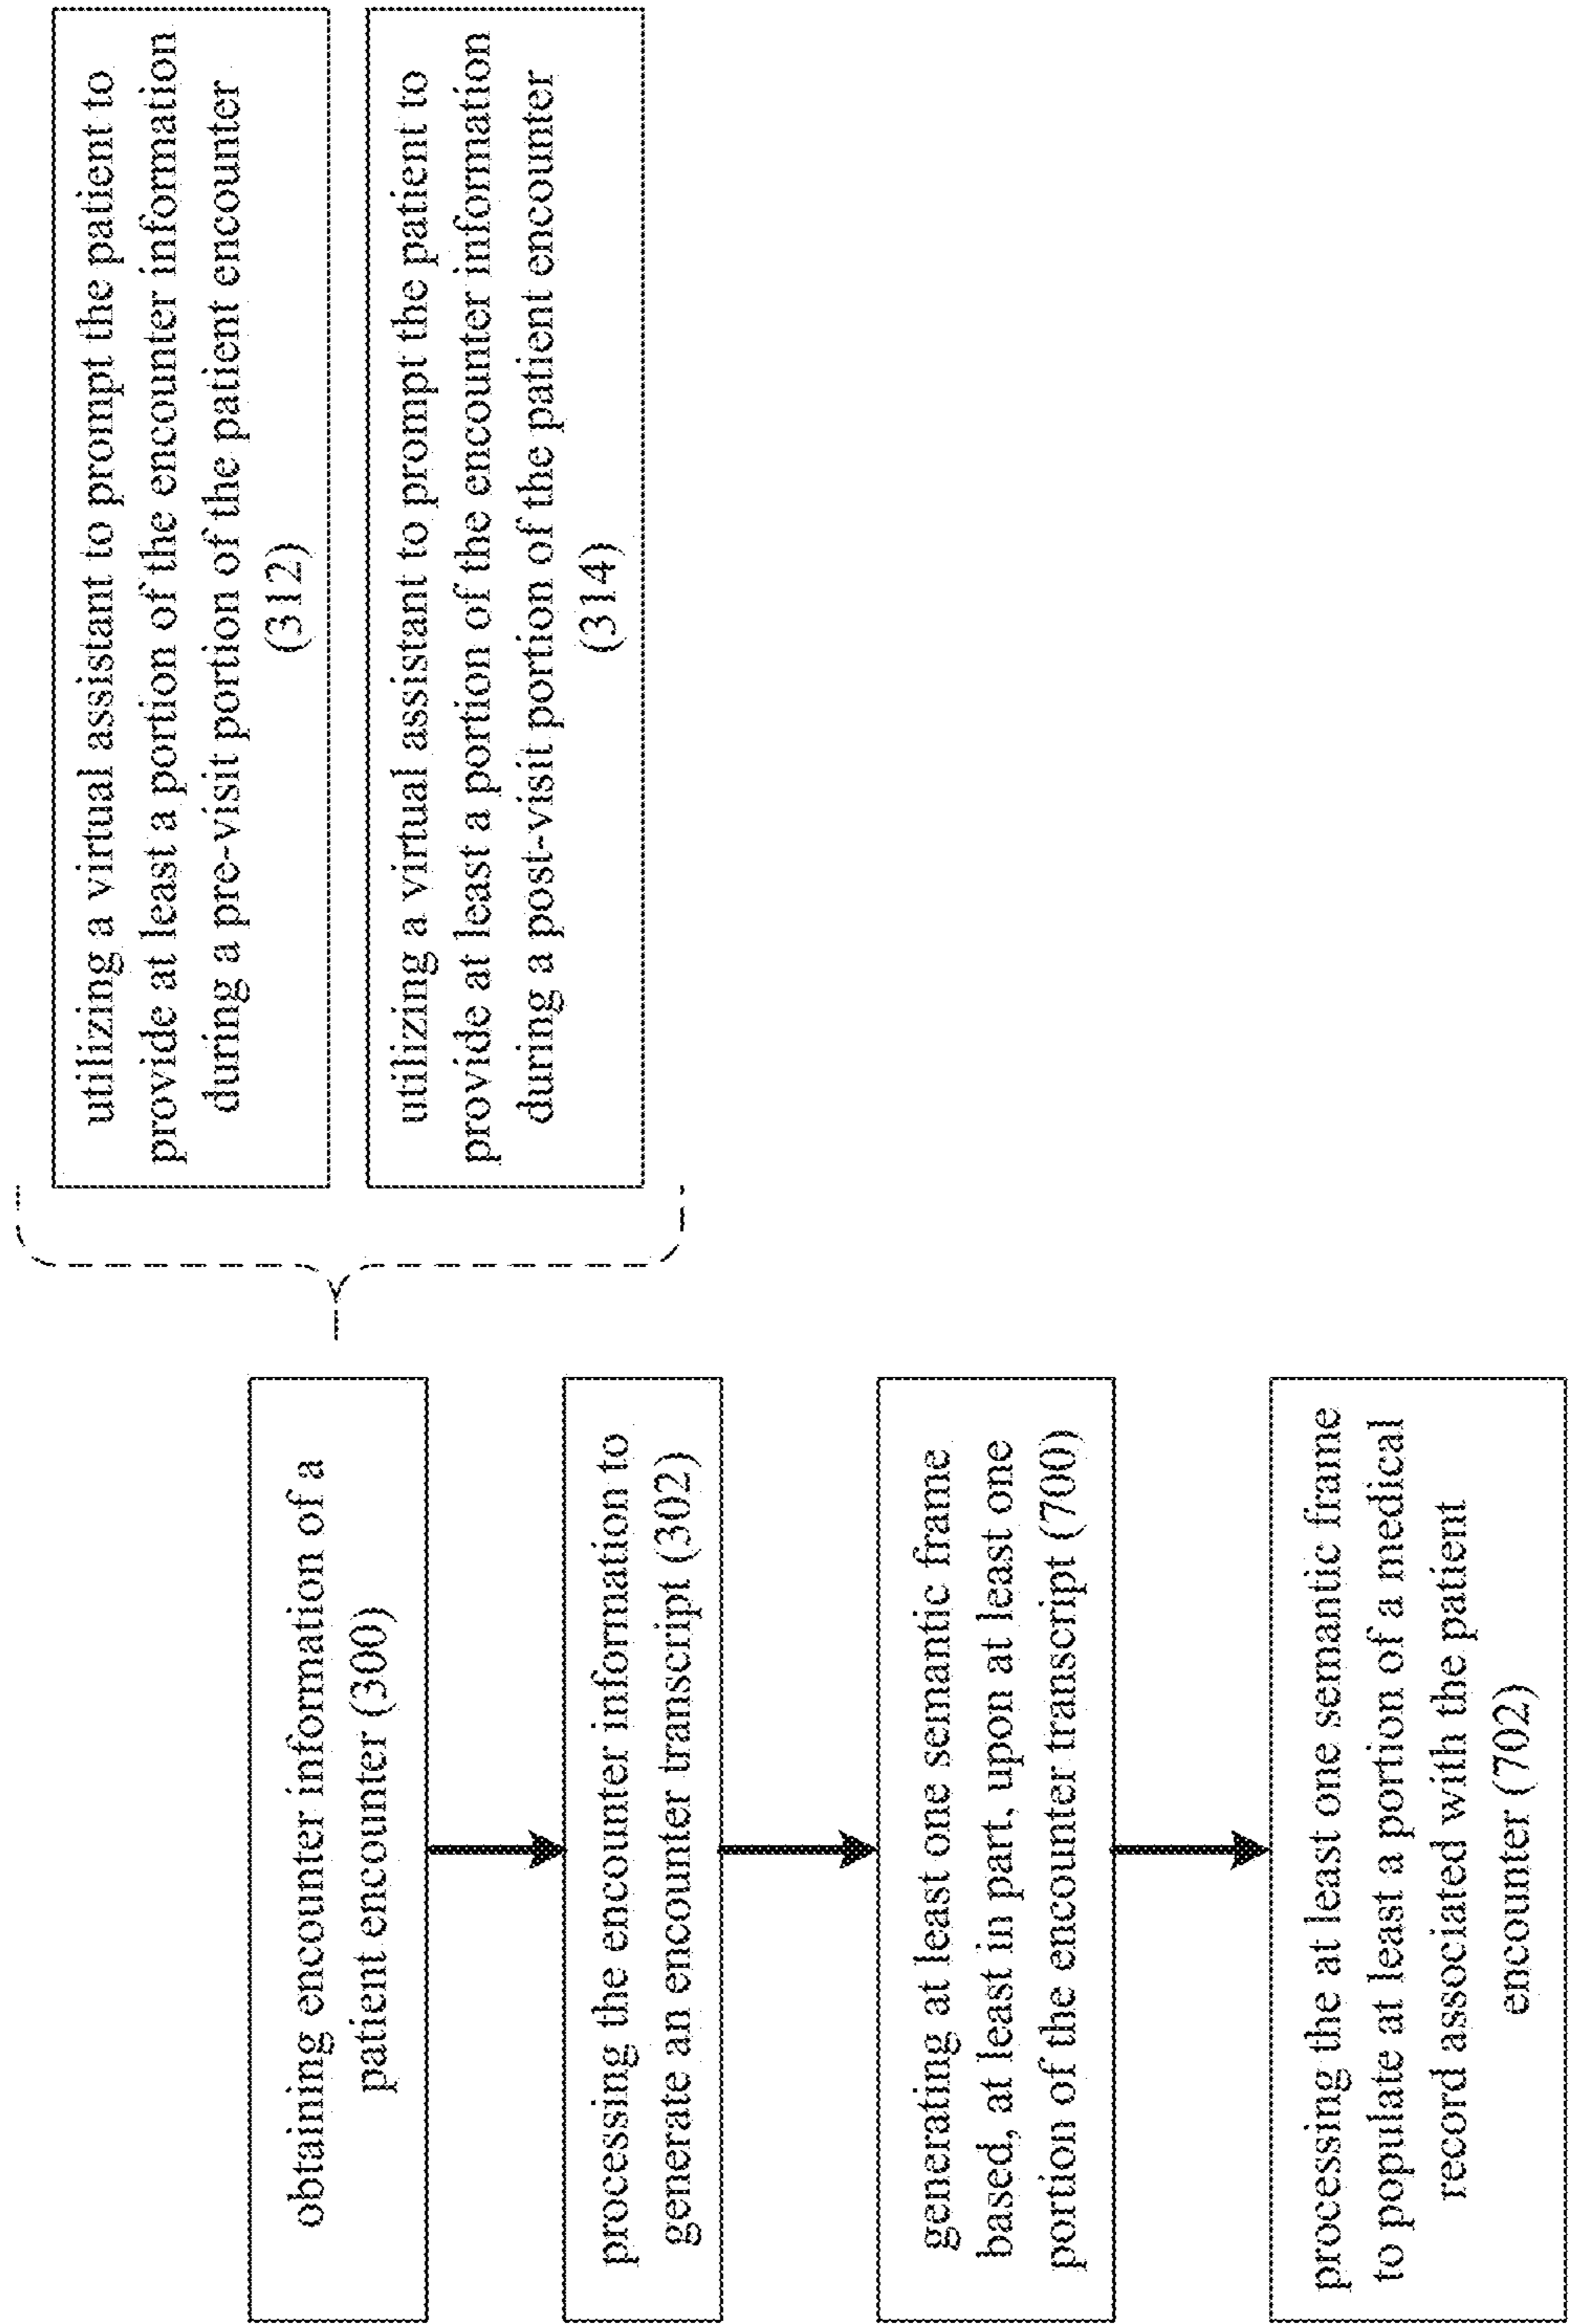 obtaining encounter information of a
patient encounter (300)
processing the encounter information to
generate an encounter transcript (302)
generating at least one semantic frame
based, at least in part, upon at least one
portion of the encounter transcript (700)
processing the at least one semantic frame
to populate at least a portion of a medical
record associated with the patient
encounter (702)
utilizing a virtual assistant to prompt the patient to
provide at least a portion of the encounter information
during a pre-visit portion of the patient encounter
(312)
utilizing a virtual assistant to prompt the patient to
provide at least a portion of the encounter information
during a post-visit portion of the patient encounter
(314)